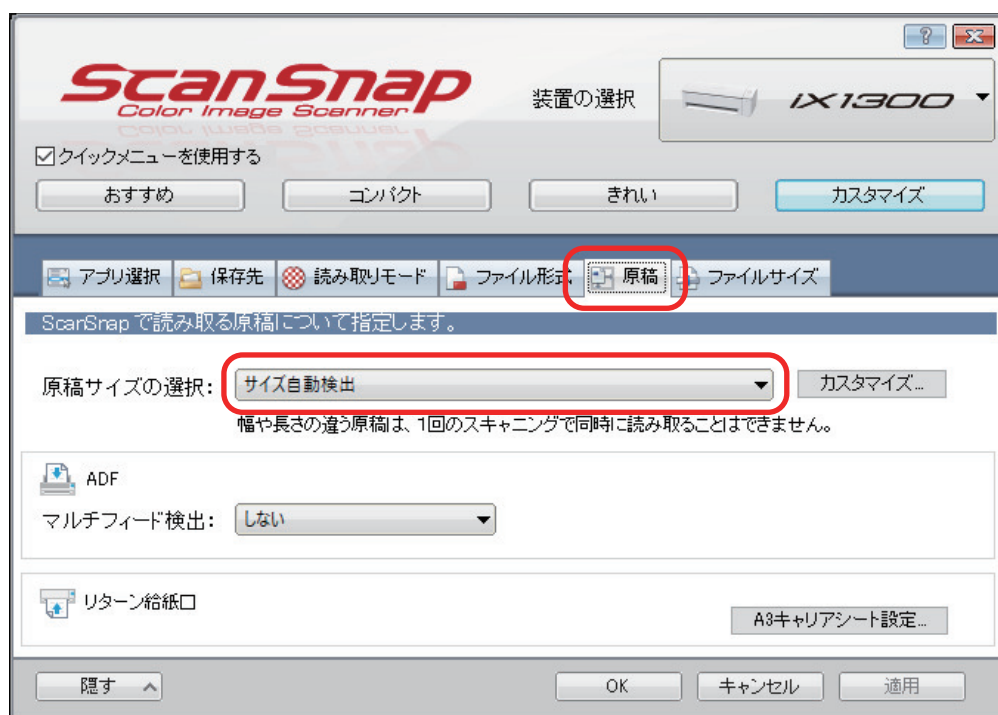 ScanSnap
Color Image Scanner
装置の選択
iX1300
クイックメニューを使用する
おすすめ
コンパクト
きれい
カスタマイズ
アプリ選択
保存先
読み取りモード
ファイル形式
原稿
ファイルサイズ
ScanSnap で読み取る原稿について指定します。
原稿サイズの選択:
サイズ自動検出
カスタマイズ...
幅や長さの違う原稿は、1回のスキャニングで同時に読み取ることはできません。
ADF
マルチフィード検出:
しない
リターン給紙口
A3キャリアシート設定...
隠す
OK
キャンセル
適用